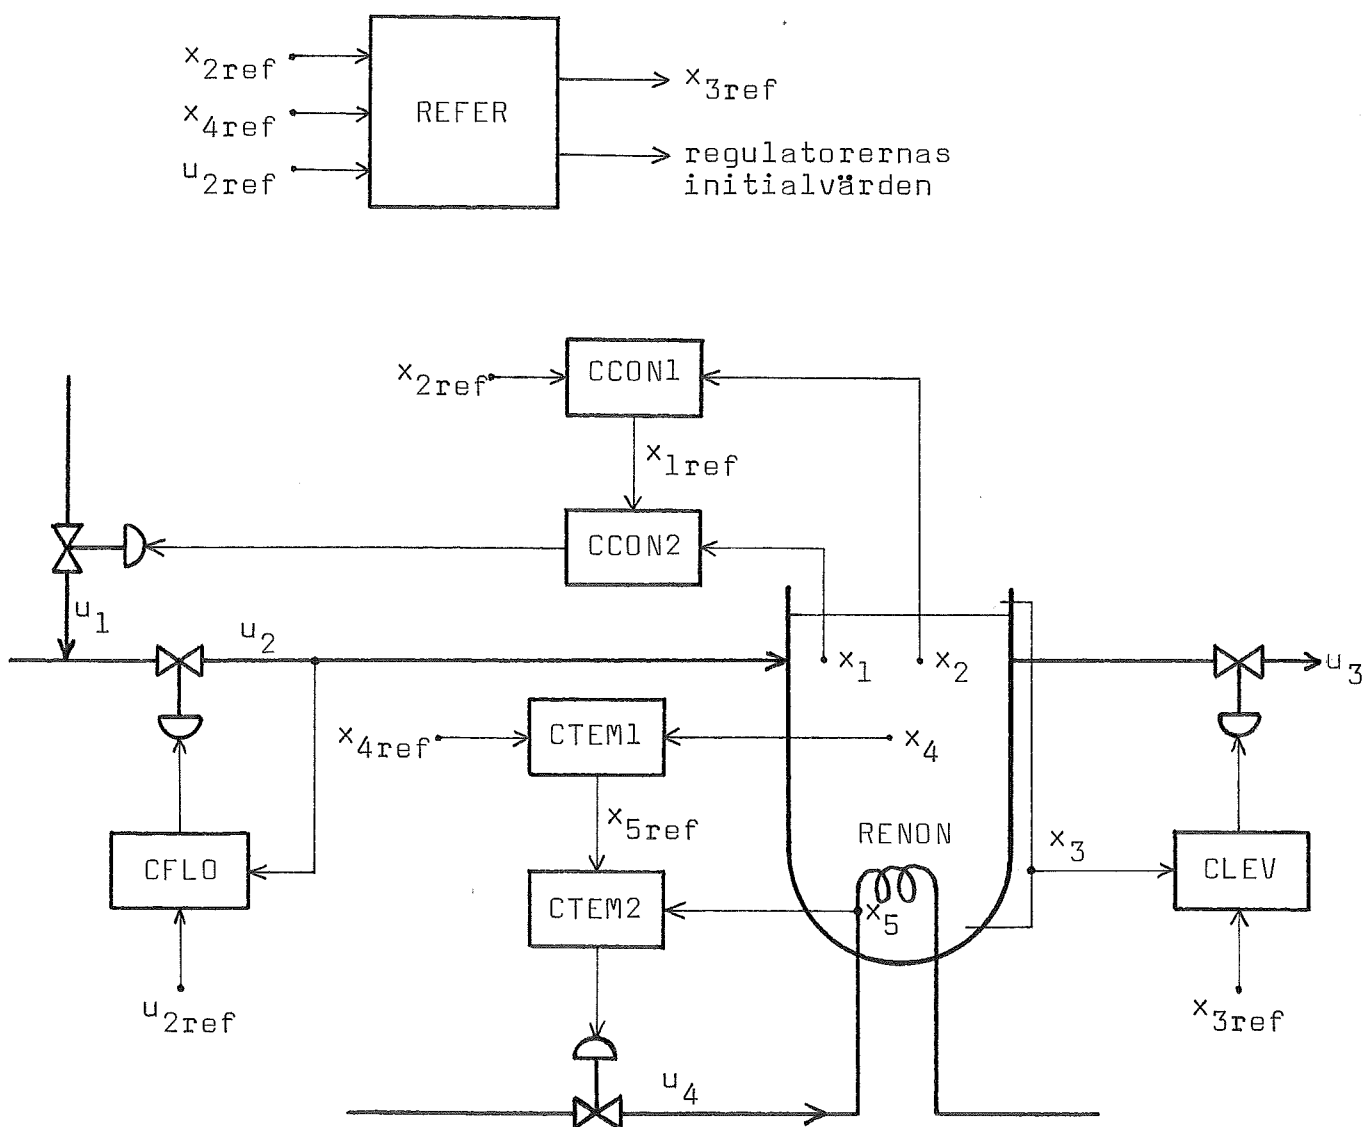 x2ref
x4ref
u2ref
REFER
x3ref
regulatorernas
initialvärden
x2ref
CCON1
x1ref
CCON2
u1
u2
x1
x2
u3
x4ref
CTEM1
x4
x5ref
RENON
x3
CFLO
CLEV
CTEM2
x5
u2ref
x3ref
u4